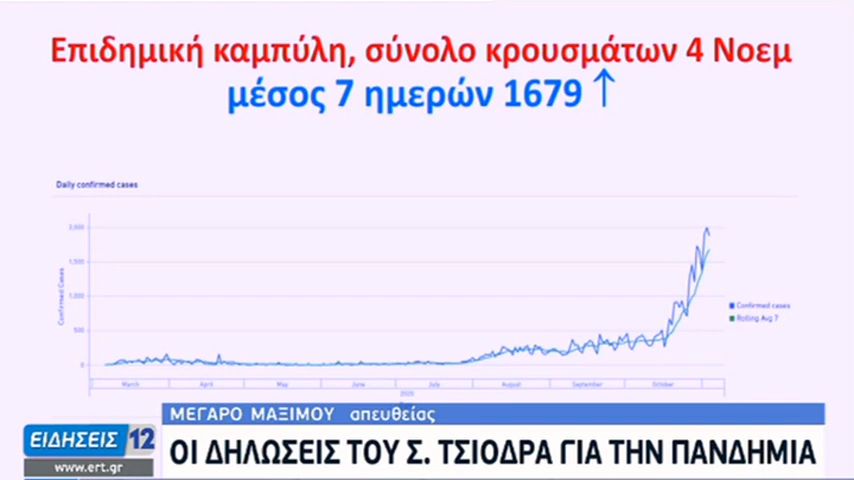 Επιδημική καμπύλη, σύνολο κρουσμάτων 4 Νοεμ
μέσος 7 ημερών 1679 ↑
Daily confirmed cases
2,000
1,500
1,000
500
0
Confirmed Cases
Confirmed cases
Rolling Avg 7
March April May June July August September October
2020
ΜΕΓΑΡΟ ΜΑΞΙΜΟΥ απευθείας
ΕΙΔΗΣΕΙΣ 12
www.ert.gr
ΟΙ ΔΗΛΩΣΕΙΣ ΤΟΥ Σ. ΤΣΙΟΔΡΑ ΓΙΑ ΤΗΝ ΠΑΝΔΗΜΙΑ